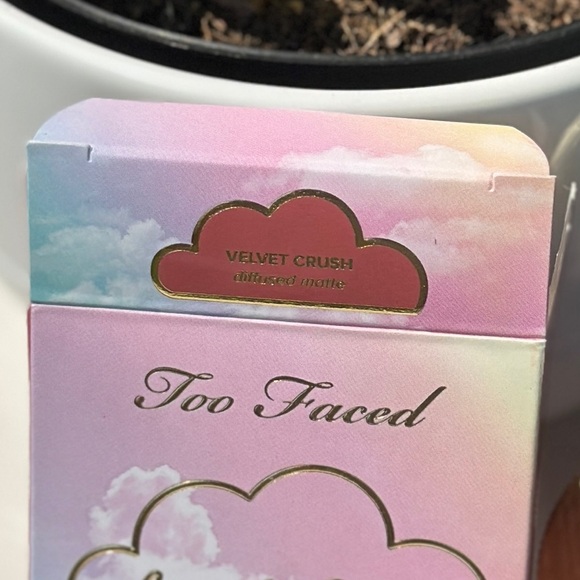 VELVET CRUSH
diffused matte
Too Faced